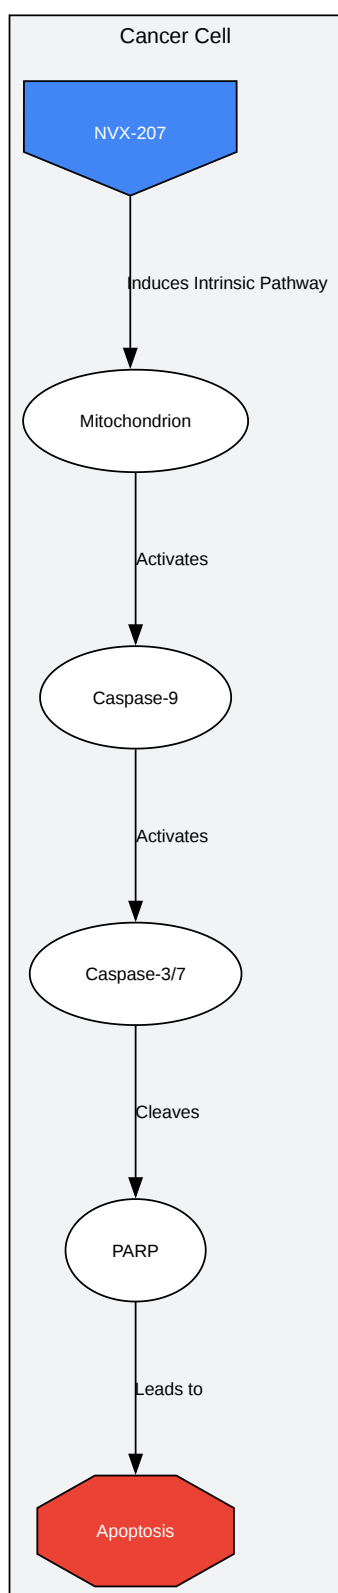 Cancer Cell
NVX-207
Induces Intrinsic Pathway
Mitochondrion
Activates
Caspase-9
Activates
Caspase-3/7
Cleaves
PARP
Leads to
Apoptosis